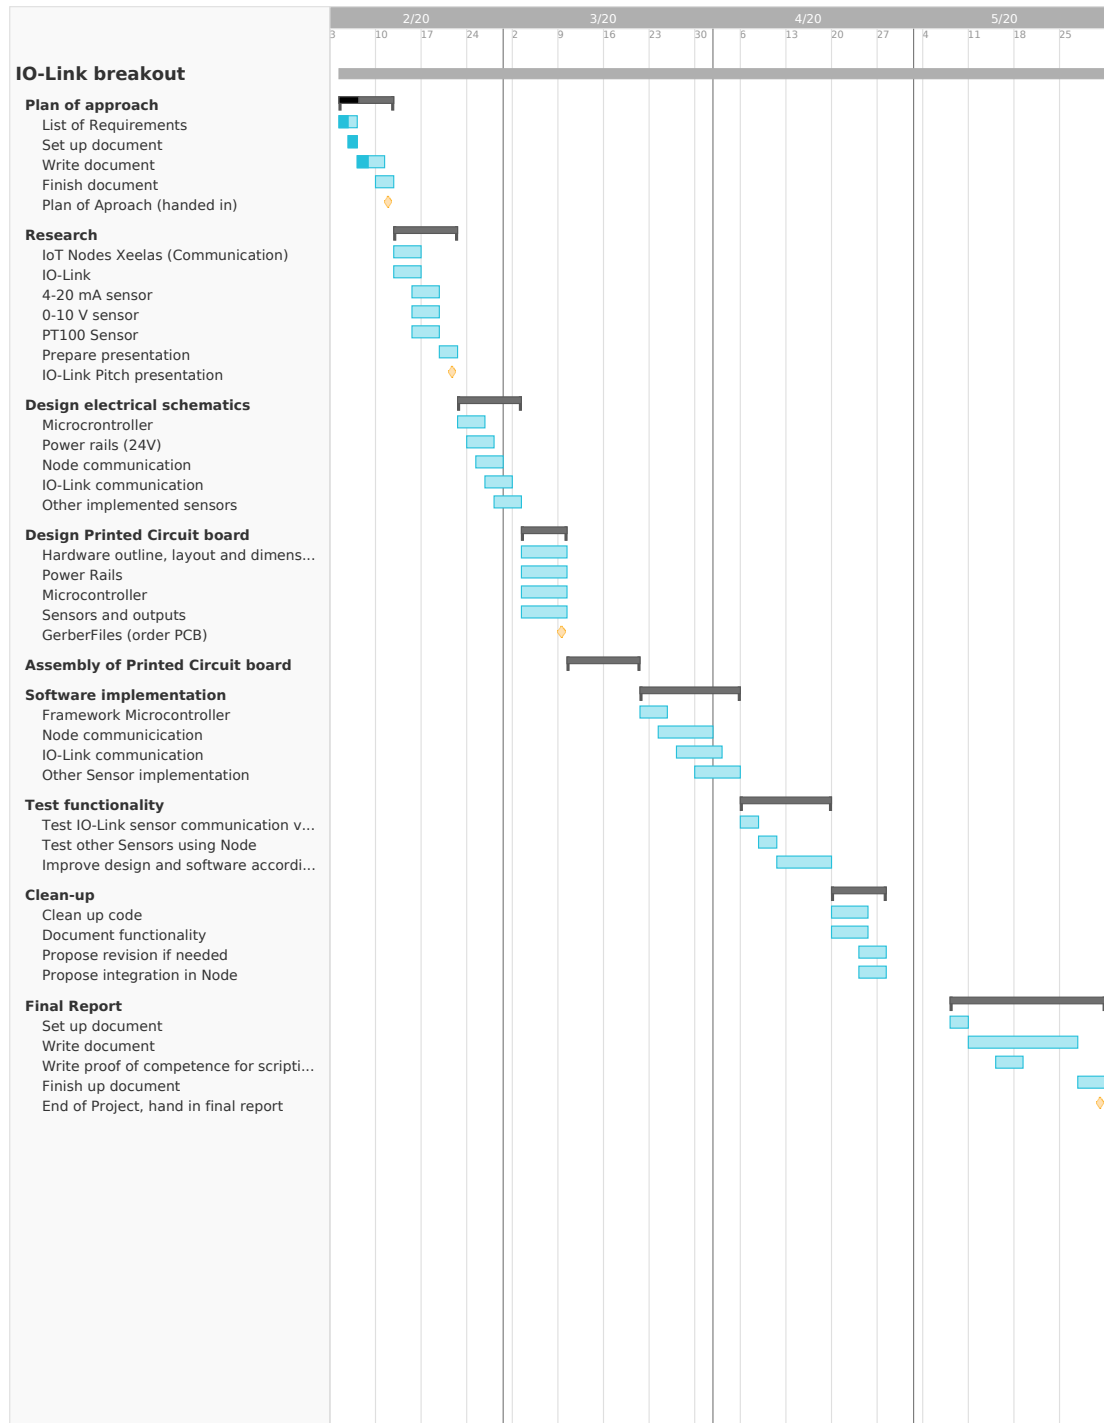 2/20 3/20 4/20 5/20
3 10 17 24 2 9 16 23 30 6 13 20 27 4 11 18 25
IO-Link breakout
Plan of approach
List of Requirements
Set up document
Write document
Finish document
Plan of Aproach (handed in)
Research
IoT Nodes Xeelas (Communication)
IO-Link
4-20 mA sensor
0-10 V sensor
PT100 Sensor
Prepare presentation
IO-Link Pitch presentation
Design electrical schematics
Microcrontroller
Power rails (24V)
Node communication
IO-Link communication
Other implemented sensors
Design Printed Circuit board
Hardware outline, layout and dimens...
Power Rails
Microcontroller
Sensors and outputs
GerberFiles (order PCB)
Assembly of Printed Circuit board
Software implementation
Framework Microcontroller
Node communicication
IO-Link communication
Other Sensor implementation
Test functionality
Test IO-Link sensor communication v...
Test other Sensors using Node
Improve design and software accordi...
Clean-up
Clean up code
Document functionality
Propose revision if needed
Propose integration in Node
Final Report
Set up document
Write document
Write proof of competence for scripti...
Finish up document
End of Project, hand in final report